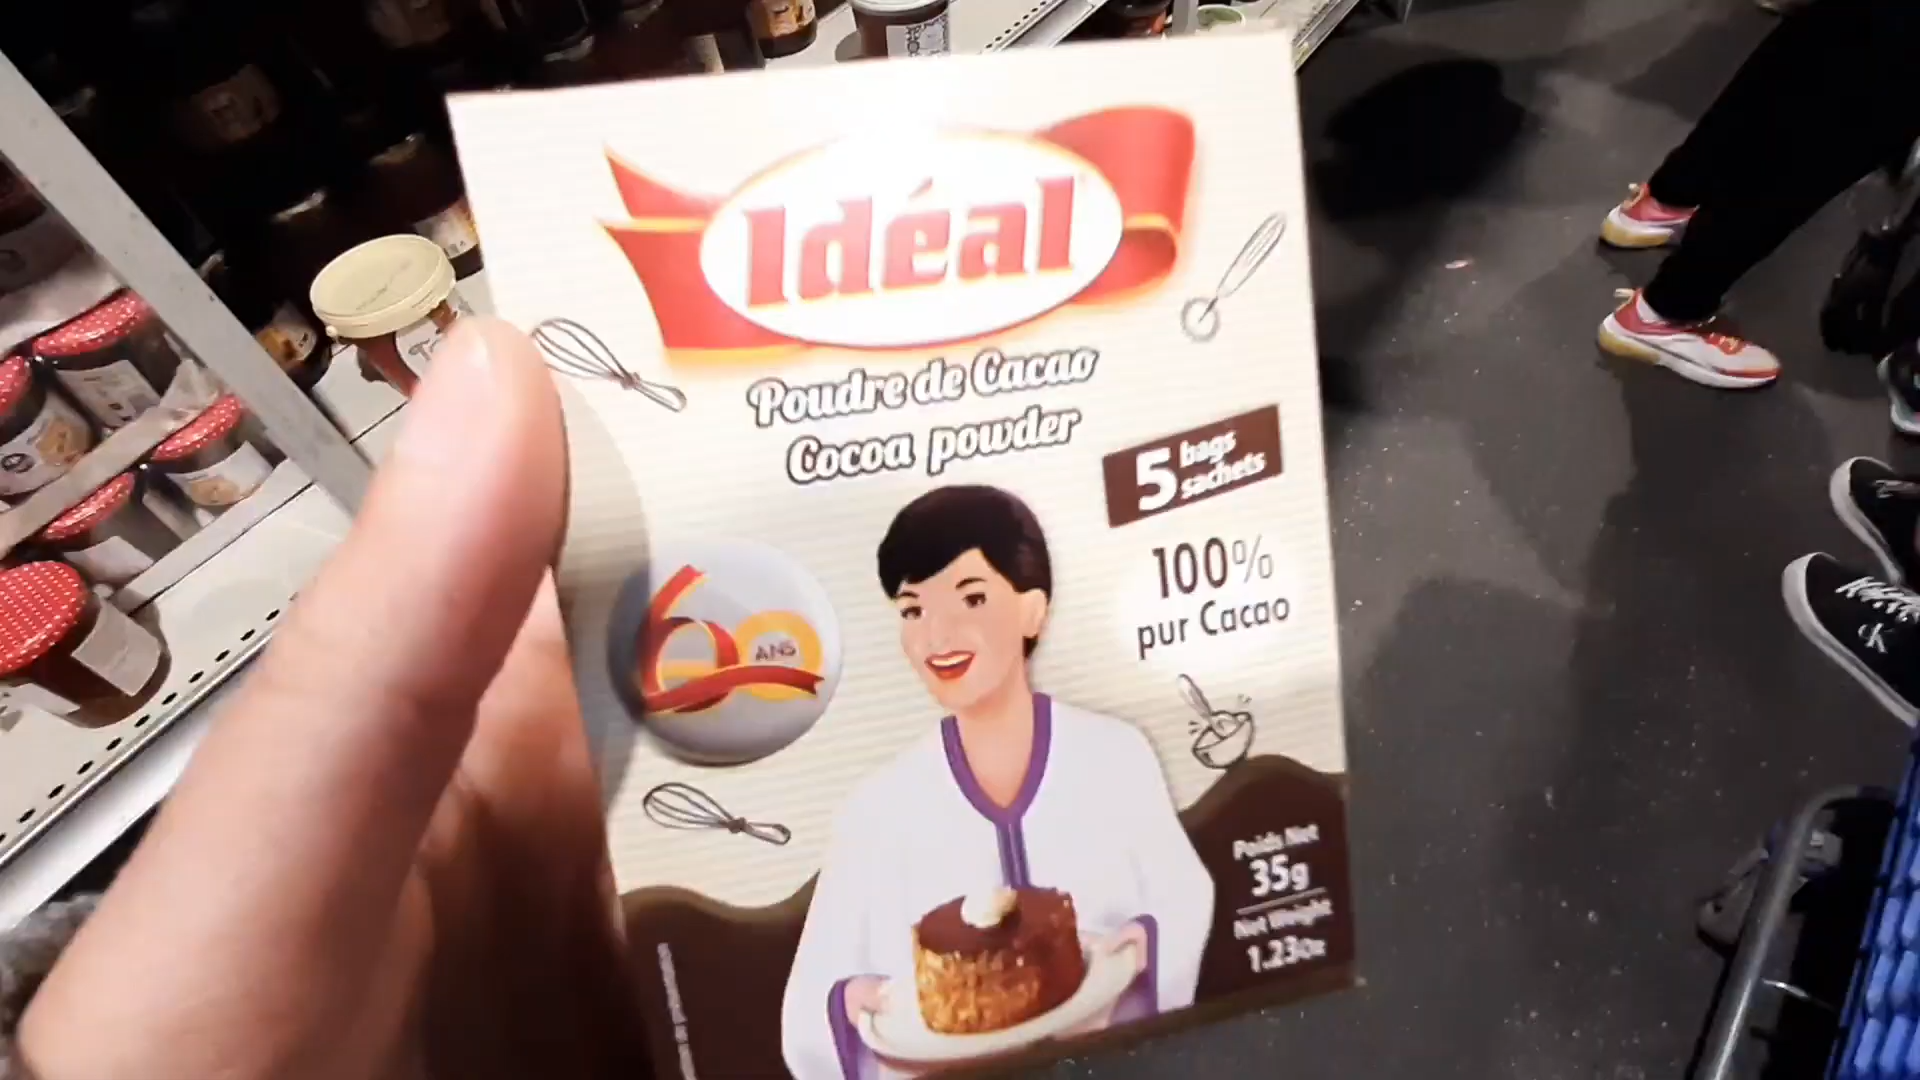 Idéal
Poudre de Cacao
Cocoa powder
5 bags
sachets
100%
pur Cacao
60 ANS
Poids Net
35g
Net Weight
1.23Oz
CK